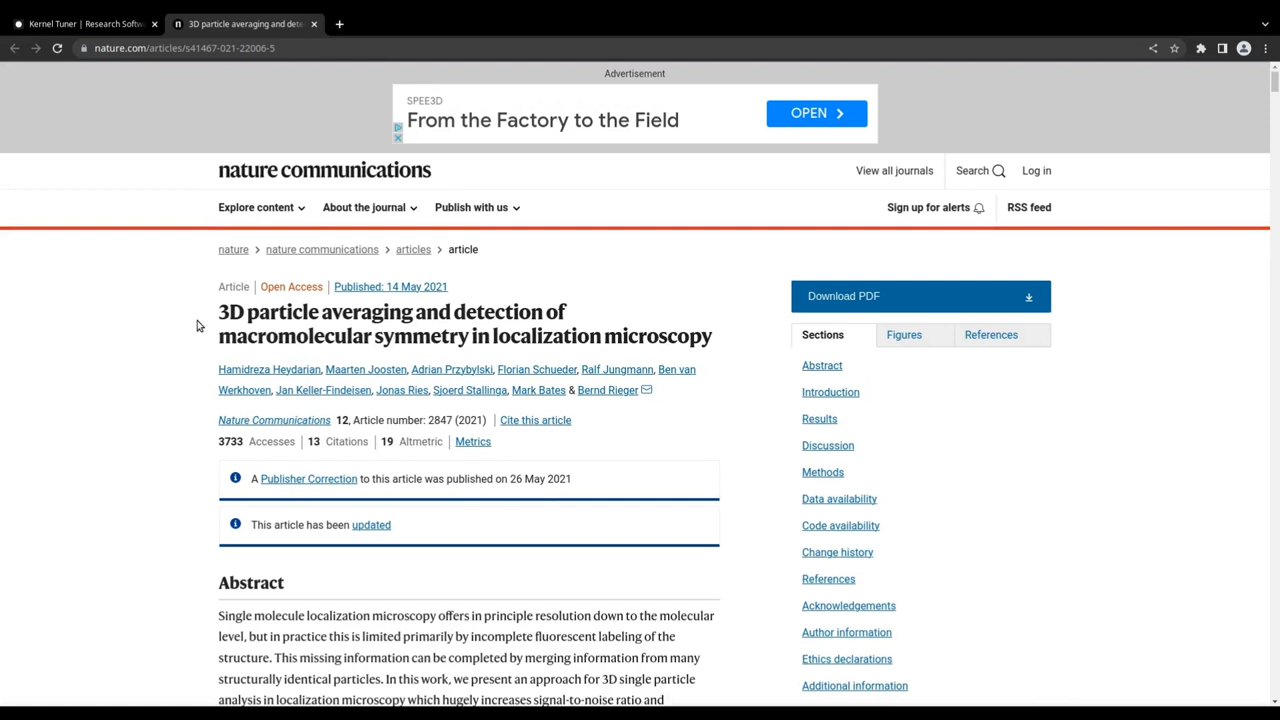 Kernel Tuner | Research Softw
3D particle averaging and dete
nature.com/articles/s41467-021-22006-5
Advertisement
SPEE3D
From the Factory to the Field
OPEN
nature communications
View all journals
Search
Log in
Explore content
About the journal
Publish with us
Sign up for alerts
RSS feed
nature > nature communications > articles > article
Article | Open Access | Published: 14 May 2021
3D particle averaging and detection of
macromolecular symmetry in localization microscopy
Hamidreza Heydarian, Maarten Joosten, Adrian Przybylski, Florian Schueder, Ralf Jungmann, Ben van
Werkhoven, Jan Keller-Findeisen, Jonas Ries, Sjoerd Stallinga, Mark Bates & Bernd Rieger
Nature Communications 12, Article number: 2847 (2021) | Cite this article
3733 Accesses | 13 Citations | 19 Altmetric | Metrics
A Publisher Correction to this article was published on 26 May 2021
This article has been updated
Abstract
Single molecule localization microscopy offers in principle resolution down to the molecular
level, but in practice this is limited primarily by incomplete fluorescent labeling of the
structure. This missing information can be completed by merging information from many
structurally identical particles. In this work, we present an approach for 3D single particle
analysis in localization microscopy which hugely increases signal-to-noise ratio and
Download PDF
Sections
Figures
References
Abstract
Introduction
Results
Discussion
Methods
Data availability
Code availability
Change history
References
Acknowledgements
Author information
Ethics declarations
Additional information